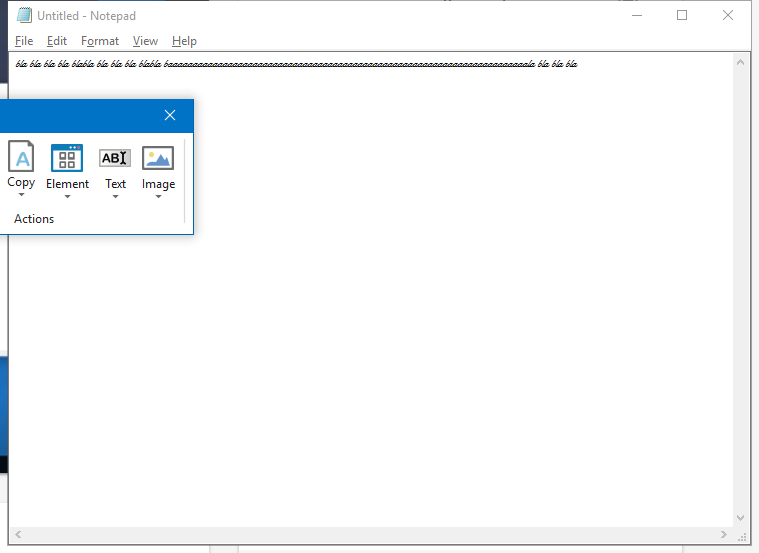 Untitled - Notepad
File Edit Format View Help
bla bla bla bla blabla bla bla bla blabla
bla bla bla
A
ABI
Copy Element Text Image
Actions